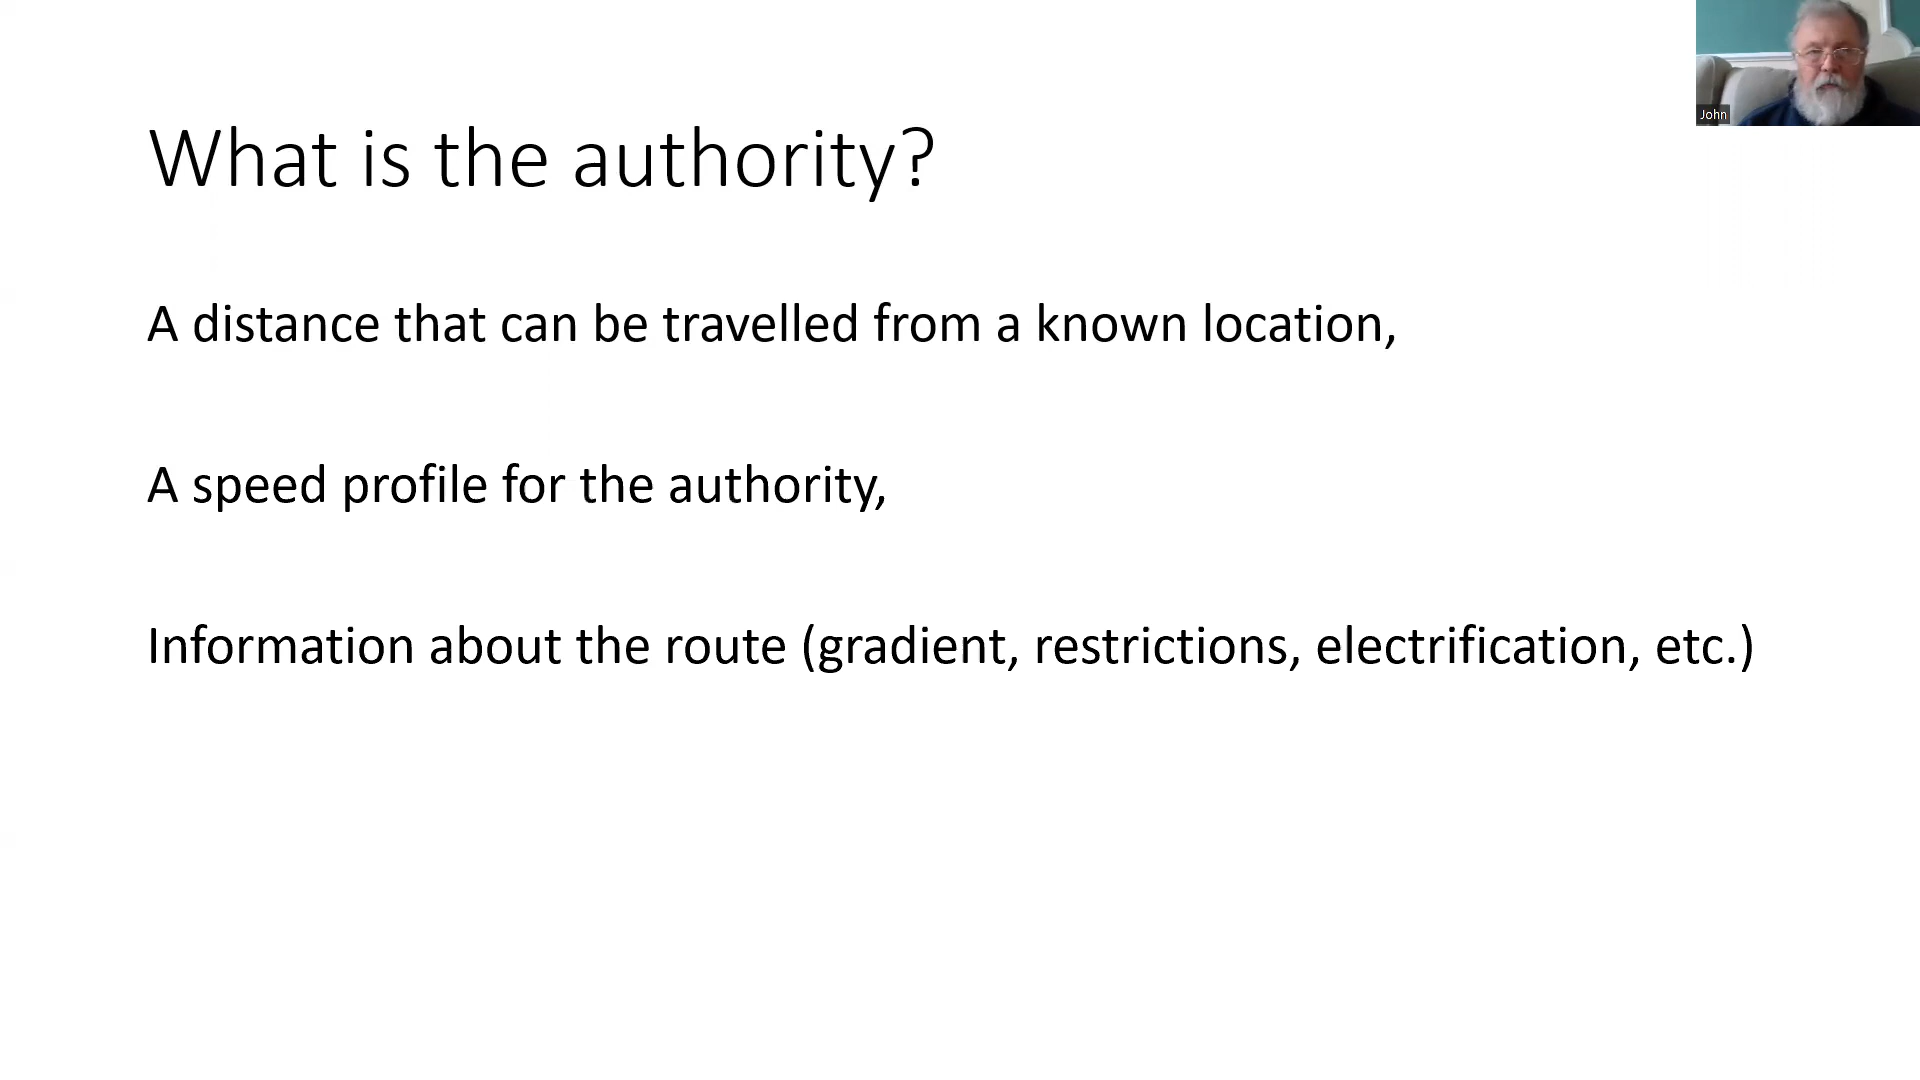 What is the authority?
A distance that can be travelled from a known location,
A speed profile for the authority,
Information about the route (gradient, restrictions, electrification, etc.)
John